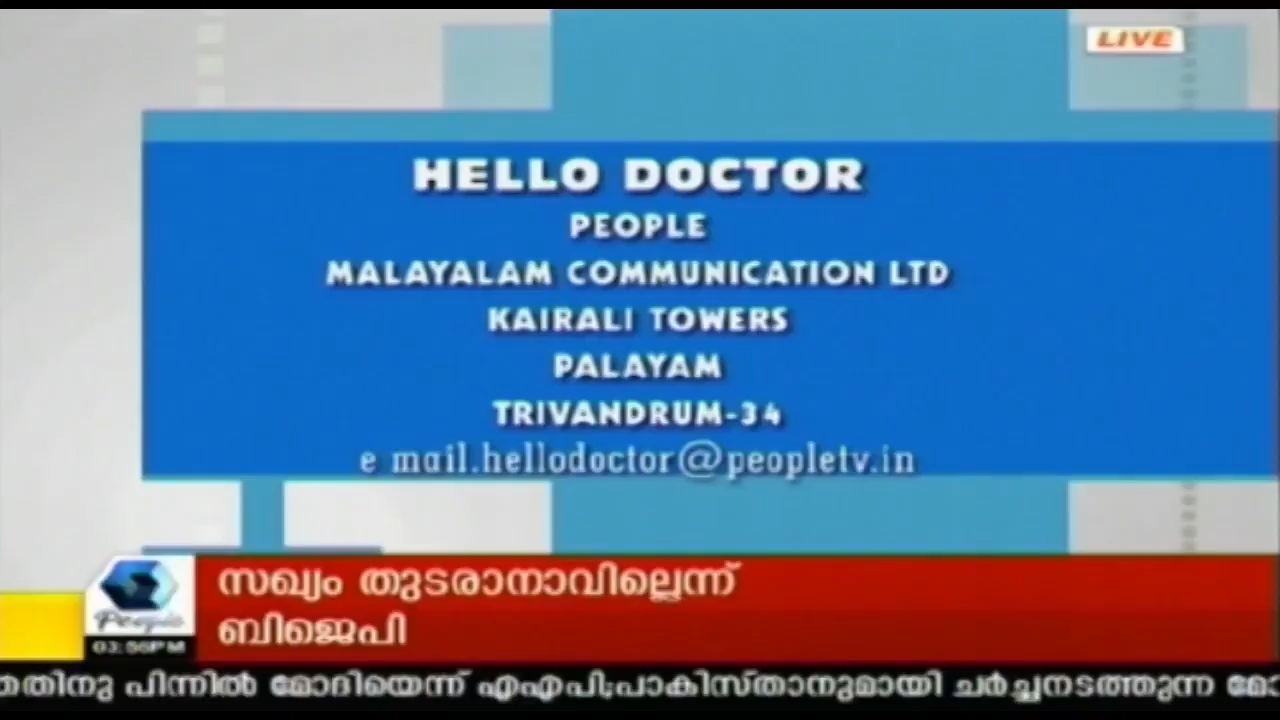 LIVE
HELLO DOCTOR
PEOPLE
MALAYALAM COMMUNICATION LTD
KAIRALI TOWERS
PALAYAM
TRIVANDRUM-34
e mail.hellodoctor@peopletv.in
സഖ്യം തുടരാനാവില്ലെന്ന്
ബിജെപി
People
03:56PM
പിന്നിൽ മോദിയെന്ന് എഎപി;പാകിസ്താനുമായി ചർച്ചനടത്തുന്ന